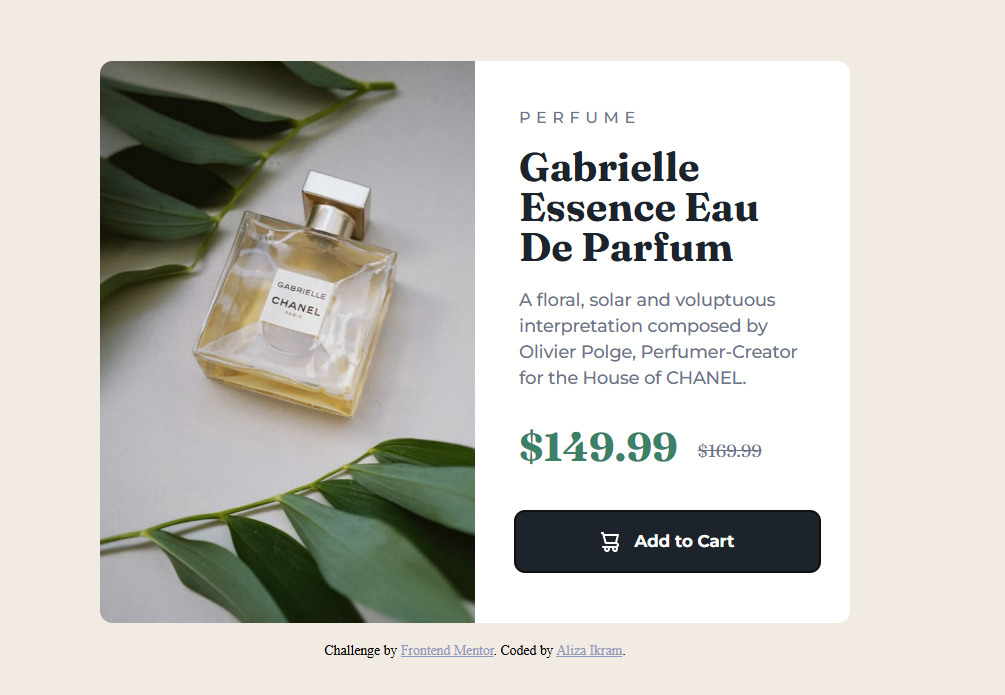 GABRIELLE
CHANEL
PARIS
PERFUME
Gabrielle
Essence Eau
De Parfum
A floral, solar and voluptuous
interpretation composed by
Olivier Polge, Perfumer-Creator
for the House of CHANEL.
$149.99 $169.99
Add to Cart
Challenge by Frontend Mentor. Coded by Aliza Ikram.